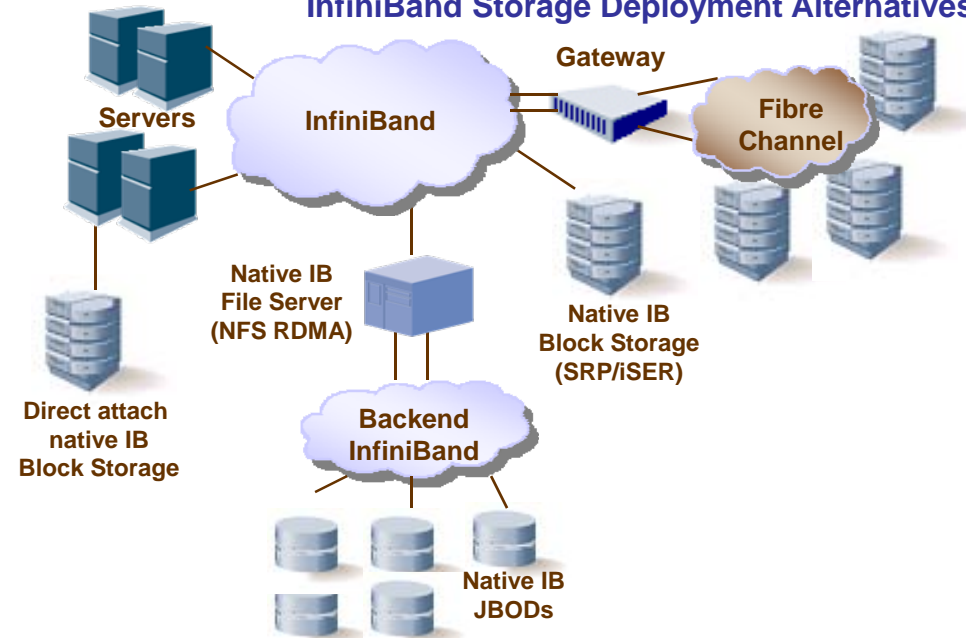 InfiniBand Storage Deployment Alternatives
Gateway
Servers
InfiniBand
Fibre
Channel
Native IB
File Server
(NFS RDMA)
Native IB
Block Storage
(SRP/iSER)
Direct attach
native IB
Block Storage
Backend
InfiniBand
Native IB
JBODs